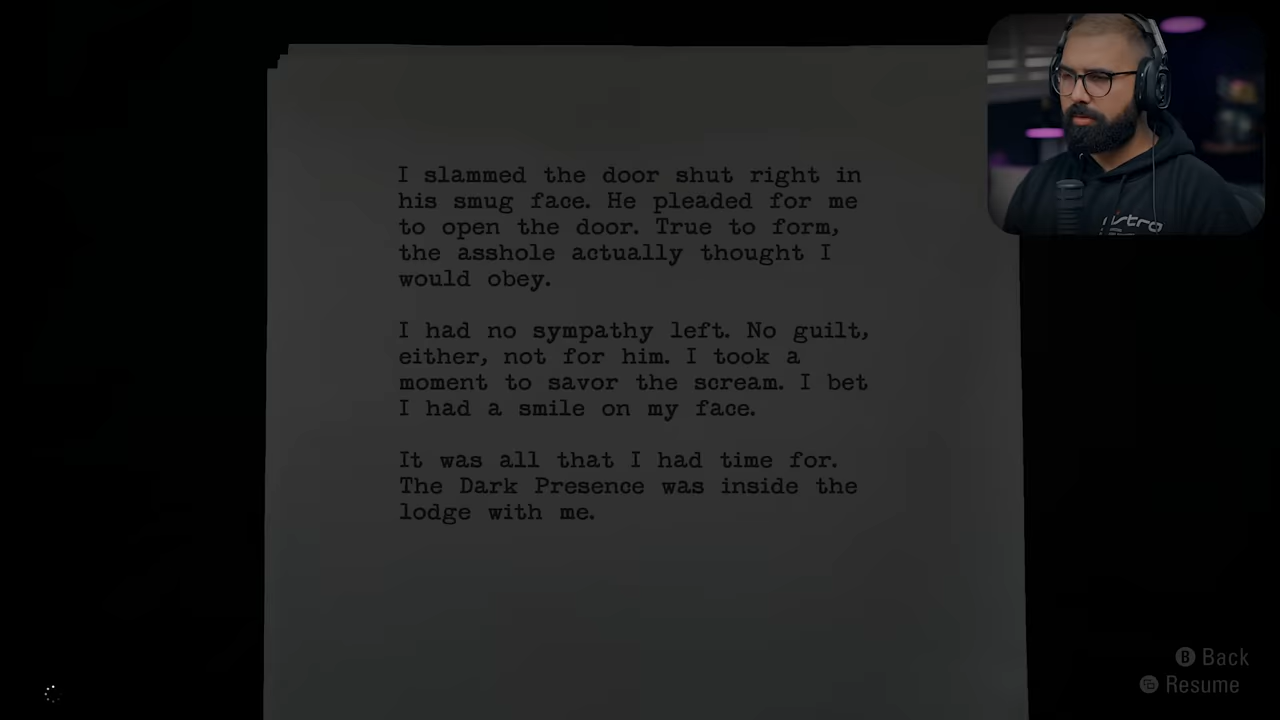 I slammed the door shut right in
his smug face. He pleaded for me
to open the door. True to form,
the asshole actually thought I
would obey.
I had no sympathy left. No guilt,
either, not for him. I took a
moment to savor the scream. I bet
I had a smile on my face.
It was all that I had time for.
The Dark Presence was inside the
lodge with me.
B Back
Resume